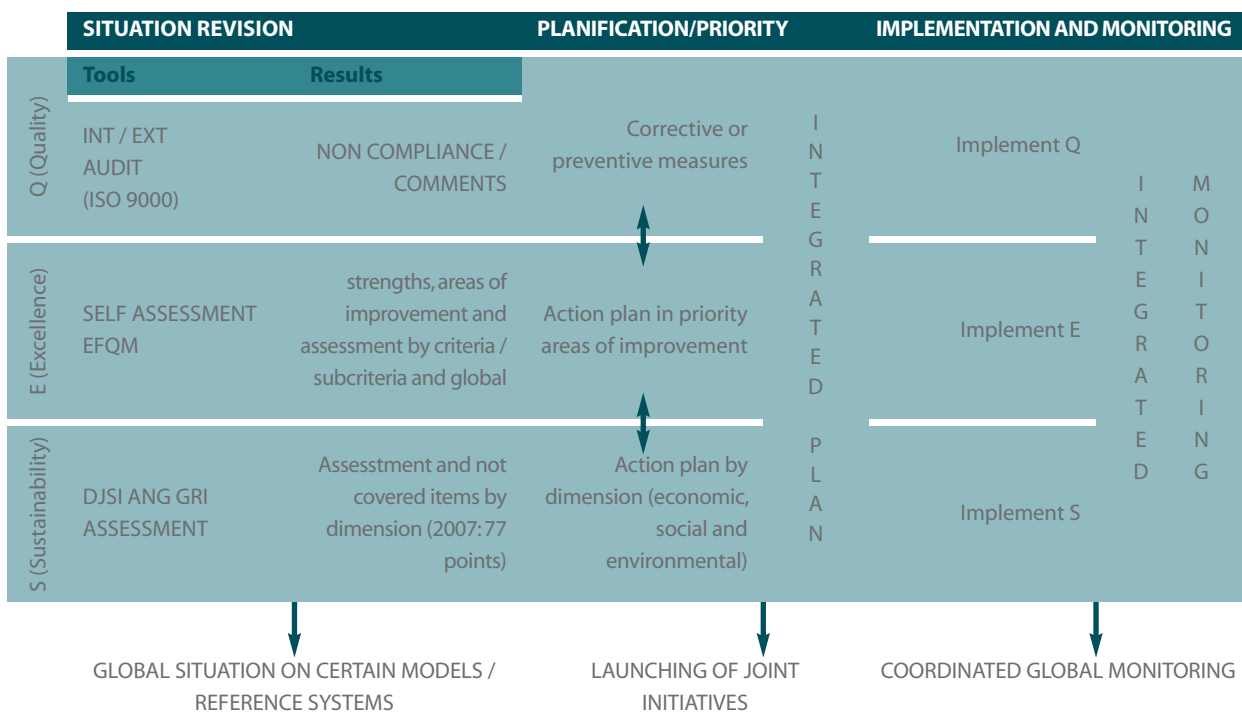 SITUATION REVISION
PLANIFICATION/PRIORITY
IMPLEMENTATION AND MONITORING
Tools
Results
Q (Quality)
INT / EXT
AUDIT
(ISO 9000)
NON COMPLIANCE /
COMMENTS
Corrective or
preventive measures
Implement Q
E (Excellence)
SELF ASSESSMENT
EFQM
strengths, areas of
improvement and
assessment by criteria /
subcriteria and global
Action plan in priority
areas of improvement
Implement E
S (Sustainability)
DJSI ANG GRI
ASSESSMENT
Assesstment and not
covered items by
dimension (2007: 77
points)
Action plan by
dimension (economic,
social and
environmental)
Implement S
INTEGRATED PLAN
INTEGRATED
MONITORING
GLOBAL SITUATION ON CERTAIN MODELS /
REFERENCE SYSTEMS
LAUNCHING OF JOINT
INITIATIVES
COORDINATED GLOBAL MONITORING